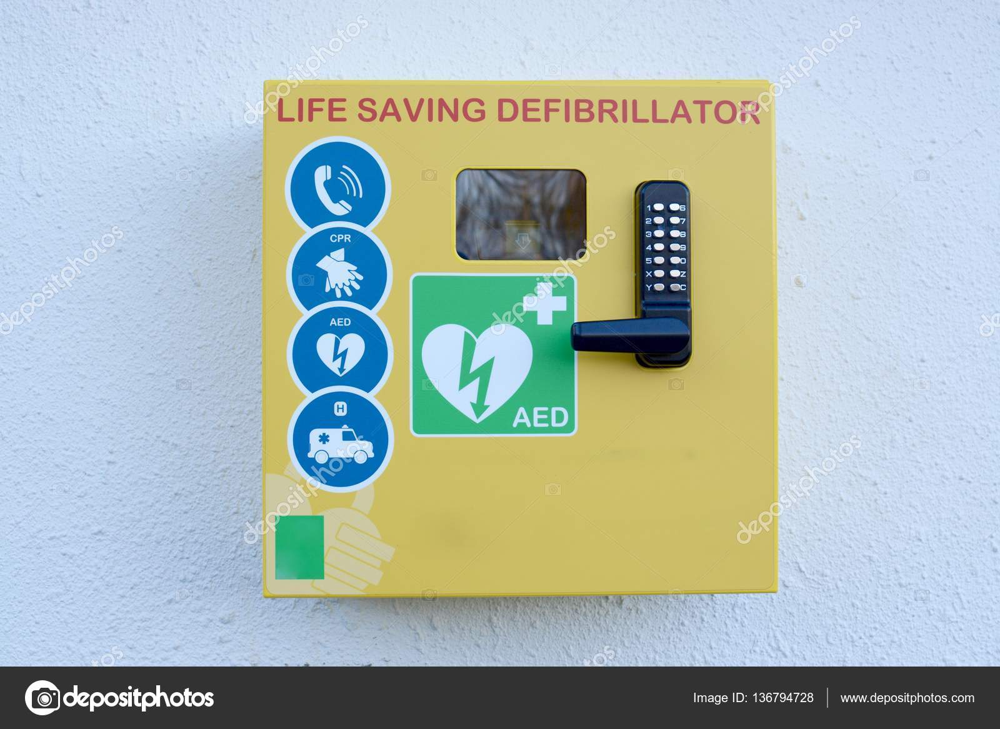 LIFE SAVING DEFIBRILLATOR
CPR
AED
H
1 6
2 7
3 8
4 9
5 0
X Z
Y C
AED
depositphotos
Image ID: 136794728
www.depositphotos.com